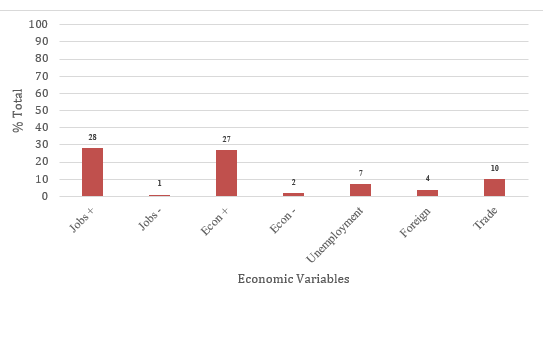 100
90
80
70
60
50
40
30
20
10
0
% Total
28
1
27
2
7
4
10
Jobs +
Jobs -
Econ +
Econ -
Unemployment
Foreign
Trade
Economic Variables